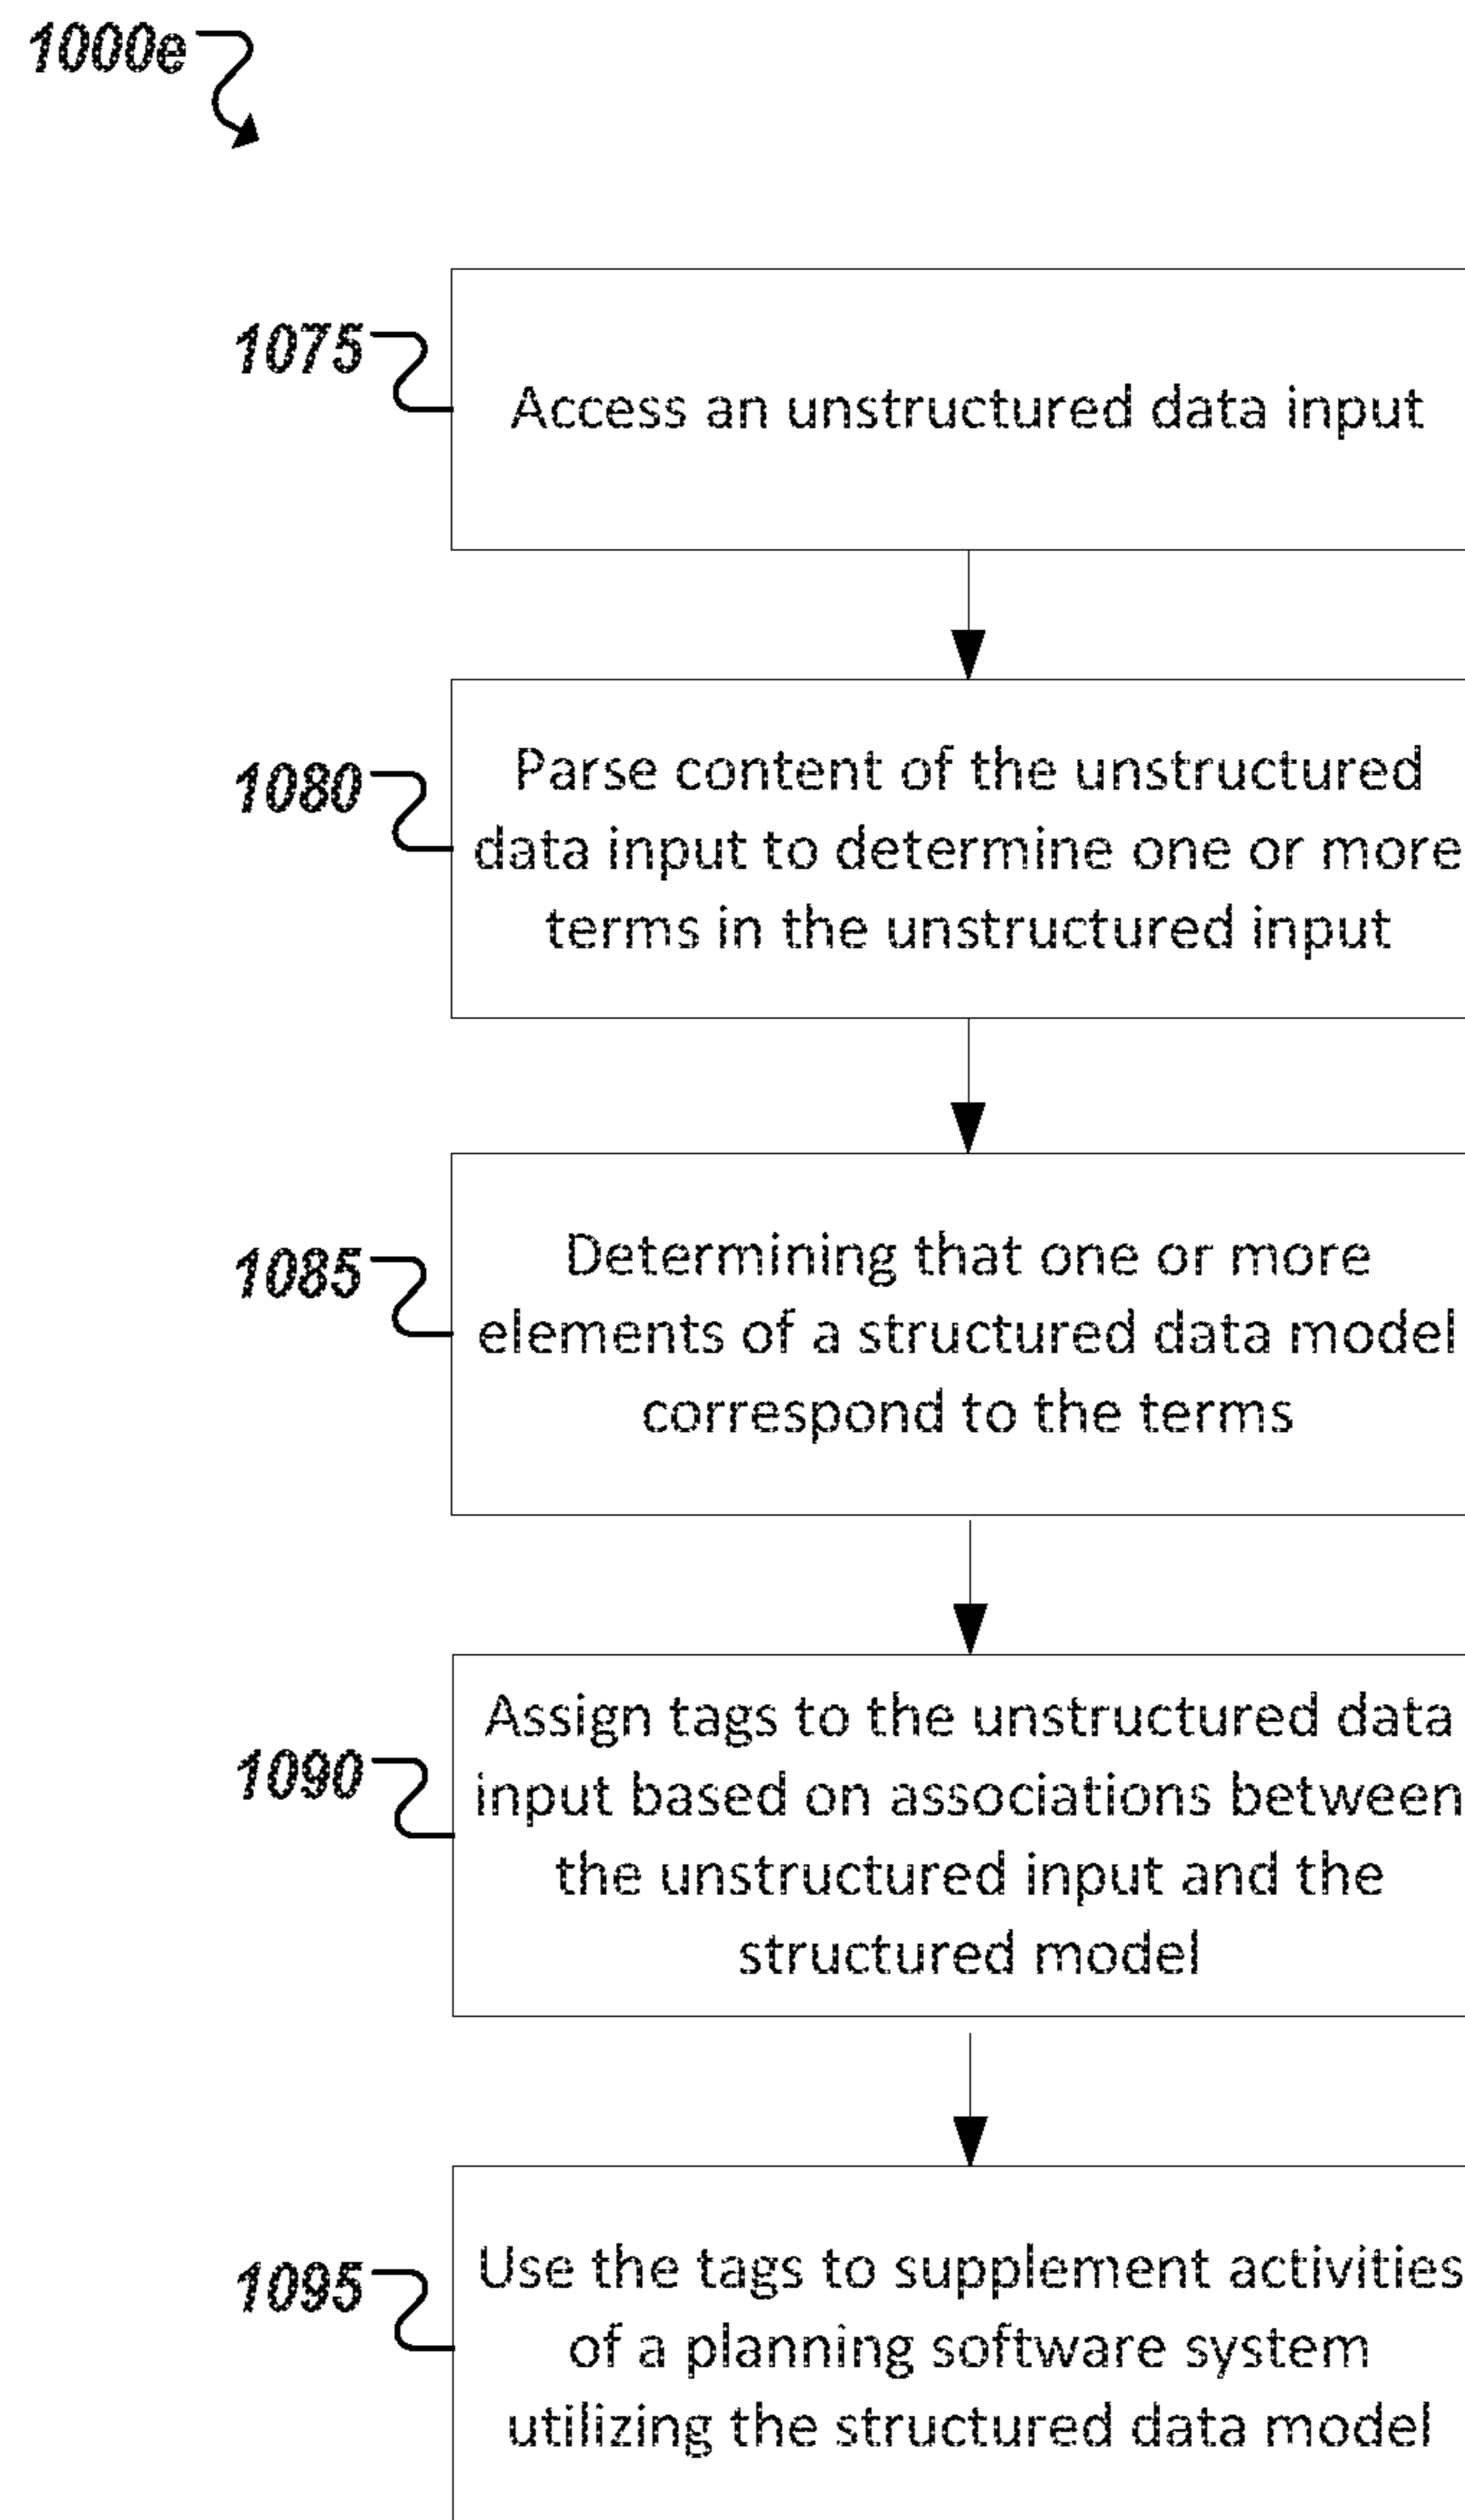 1000e
1075
Access an unstructured data input
1080
Parse content of the unstructured
data input to determine one or more
terms in the unstructured input
1085
Determining that one or more
elements of a structured data model
correspond to the terms
1090
Assign tags to the unstructured data
input based on associations between
the unstructured input and the
structured model
1095
Use the tags to supplement activities
of a planning software system
utilizing the structured data model